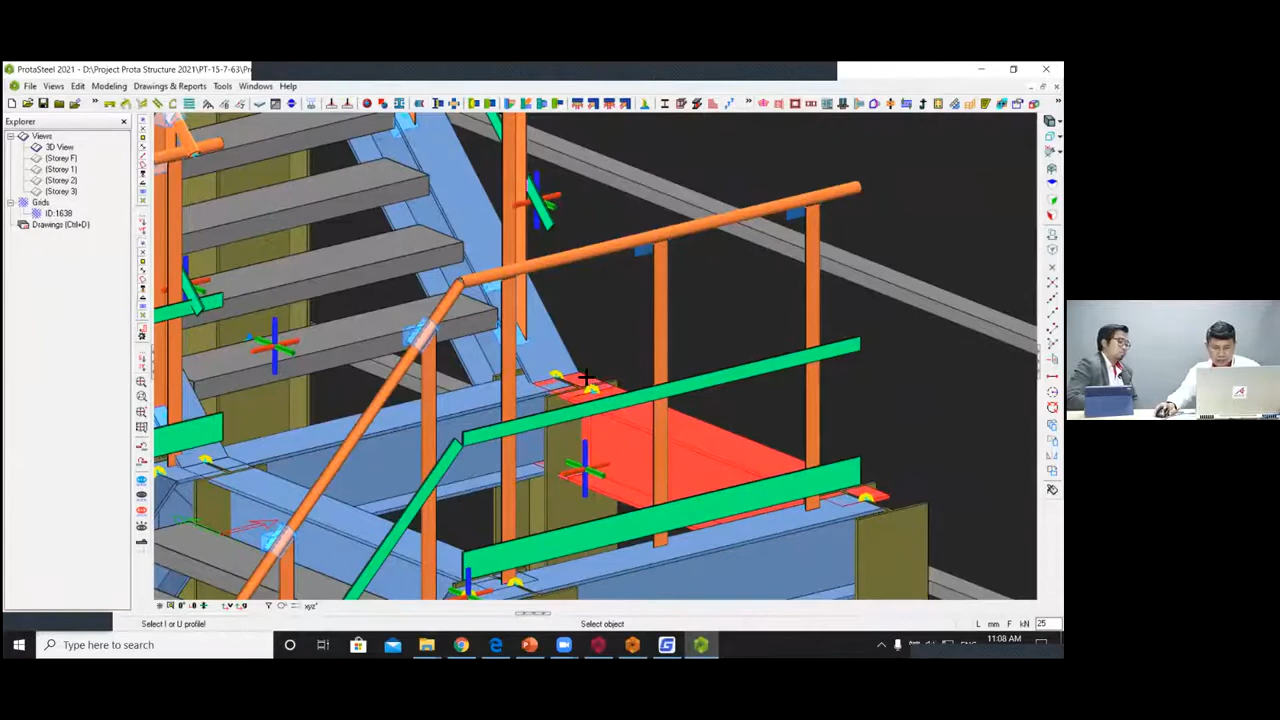 ProtaSteel 2021 - D:\Project Prota Structure 2021\PT-15-7-63\Pr
File Views Edit Modeling Drawings & Reports Tools Windows Help
Explorer
Views
3D View
(Storey F)
(Storey 1)
(Storey 2)
(Storey 3)
Grids
ID:1638
Drawings (Ctrl+D)
xyz
Select I or U profile!
Select object
L mm F kN 25
Type here to search
11:08 AM